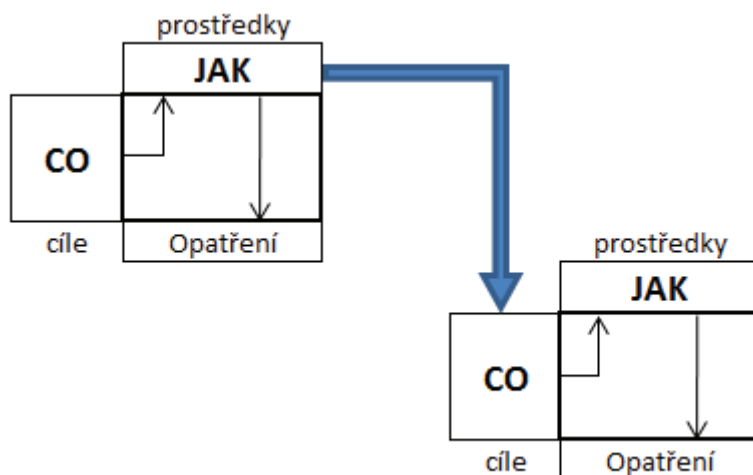 prostředky
JAK
CO
cíle
Opatření
prostředky
JAK
CO
cíle
Opatření